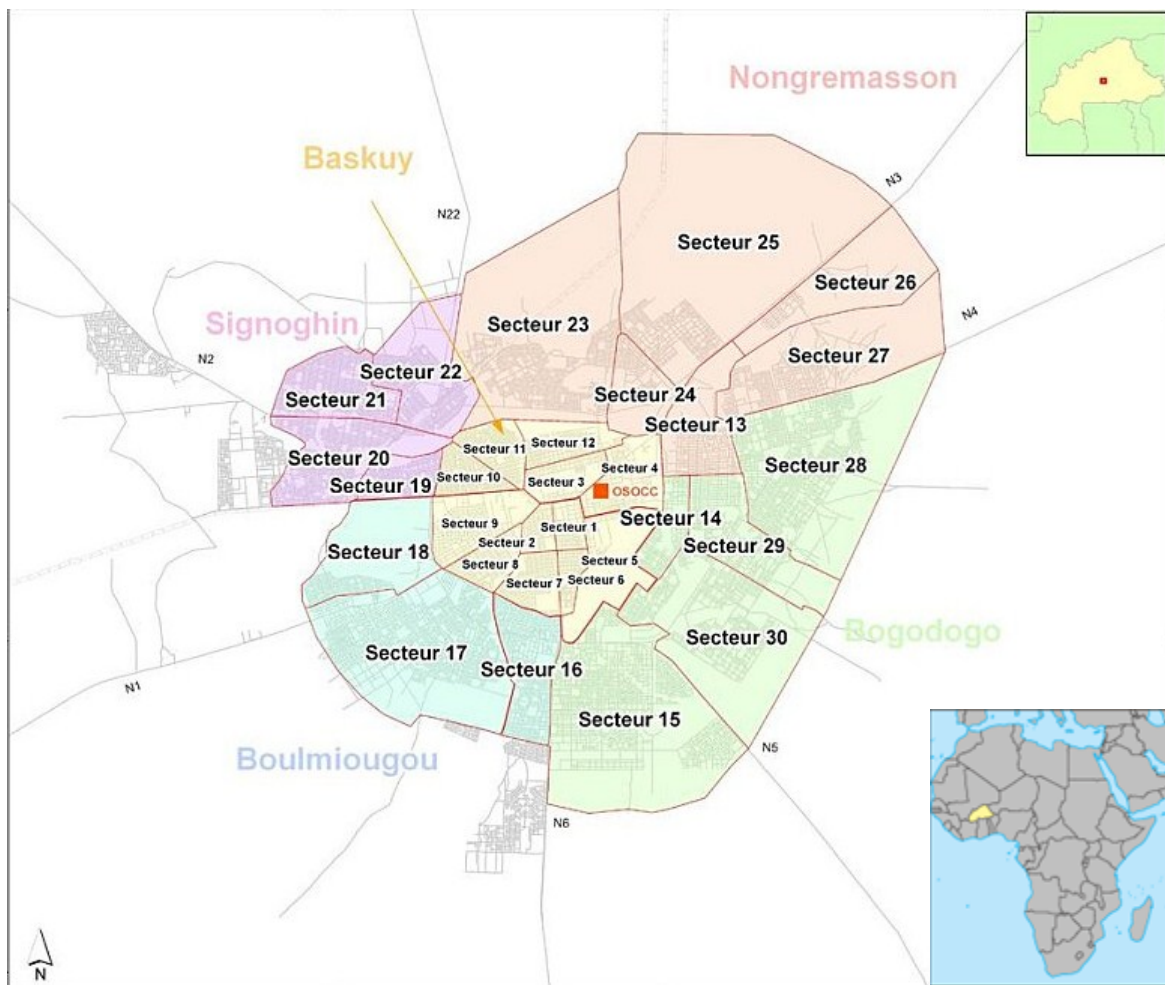 Nongremasson
Baskuy
N3
N22
Secteur 25
Secteur 26
Signoghin
Secteur 23
N4
N2
Secteur 27
Secteur 22
Secteur 24
Secteur 21
Secteur 13
Secteur 12
Secteur 11
Secteur 20
Secteur 28
Secteur 4
Secteur 10
Secteur 3
Secteur 19
OSOCC
Secteur 14
Secteur 9
Secteur 1
Secteur 2
Secteur 29
Secteur 18
Secteur 5
Secteur 8
Secteur 7
Secteur 6
Bogodogo
Secteur 30
Secteur 17
Secteur 16
N1
Secteur 15
N5
Boulmiougou
N6
N